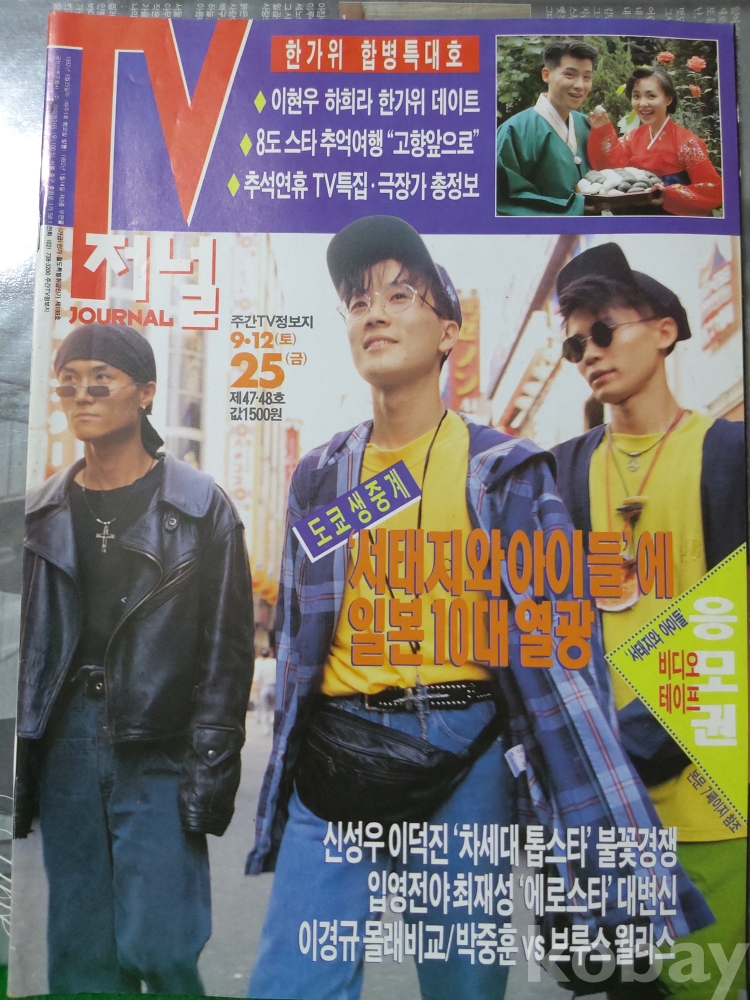 TV
저널
JOURNAL
한가위 합병특대호
이현우 하희라 한가위 데이트
8도 스타 추억여행 "고향앞으로"
추석연휴 TV특집·극장가 총정보
주간TV정보지
9·12(토)
25(금)
제47·48호
값1500원
도쿄생중계
'서태지와 아이들'에
일본 10대 열광
'서태지와 아이들'
비디오
테이프
응모권
본문 7페이지 참조
신성우 이덕진 '차세대 톱스타' 불꽃경쟁
입영전야 최재성 '에로스타' 대변신
이경규 몰래비교/박중훈 vs 브루스 윌리스
kobay